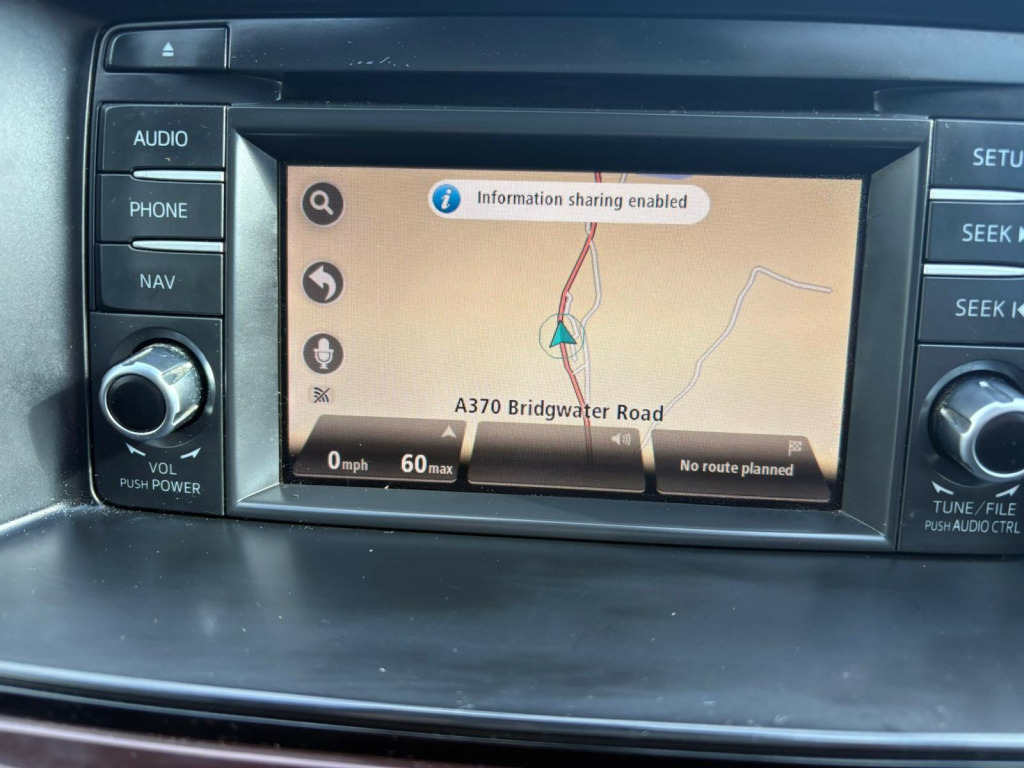 AUDIO
PHONE
NAV
VOL
PUSH POWER
Information sharing enabled
A370 Bridgwater Road
0mph
60max
No route planned
SETU
SEEK
SEEK
TUNE/FILE
PUSH AUDIO CTRL